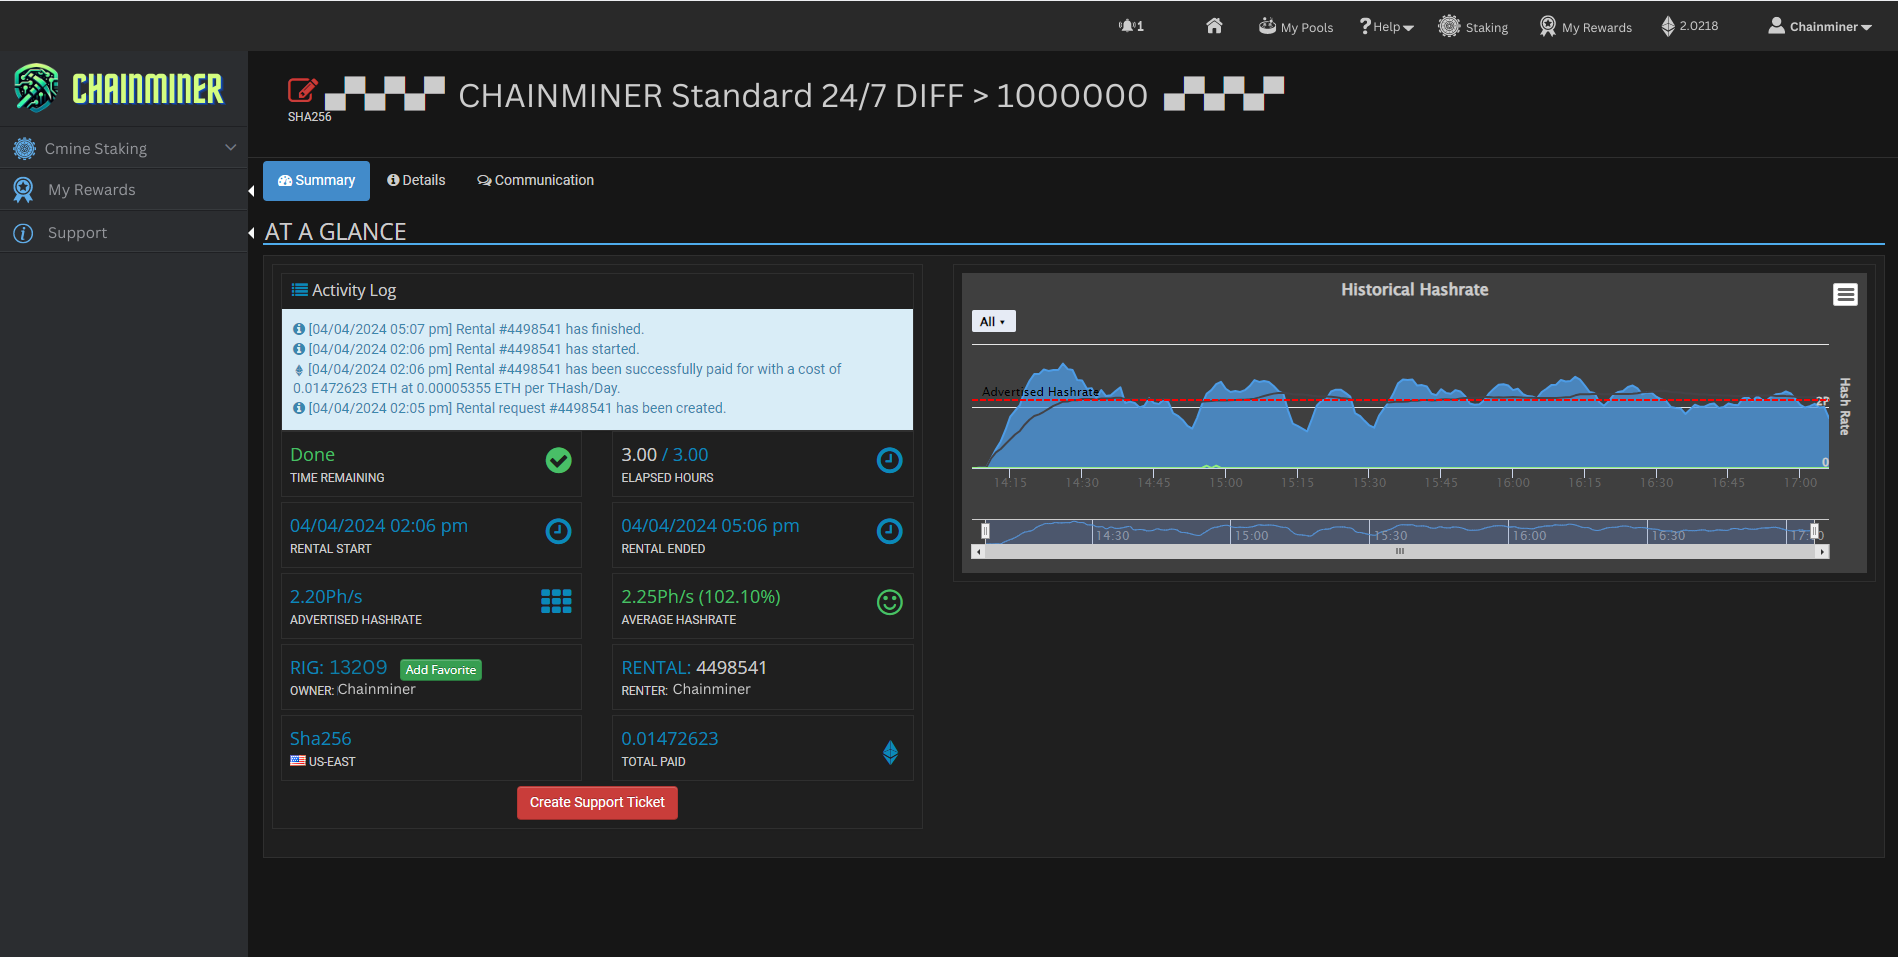 1
My Pools
Help
Staking
My Rewards
2.0218
Chainminer
CHAINMINER
Cmine Staking
My Rewards
Support
CHAINMINER Standard 24/7 DIFF > 1000000
SHA256
Summary
Details
Communication
AT A GLANCE
Activity Log
[04/04/2024 05:07 pm] Rental #4498541 has finished.
[04/04/2024 02:06 pm] Rental #4498541 has started.
[04/04/2024 02:06 pm] Rental #4498541 has been successfully paid for with a cost of
0.01472623 ETH at 0.00005355 ETH per THash/Day.
[04/04/2024 02:05 pm] Rental request #4498541 has been created.
Done
TIME REMAINING
3.00 / 3.00
ELAPSED HOURS
04/04/2024 02:06 pm
RENTAL START
04/04/2024 05:06 pm
RENTAL ENDED
2.20Ph/s
ADVERTISED HASHRATE
2.25Ph/s (102.10%)
AVERAGE HASHRATE
RIG: 13209 Add Favorite
OWNER: Chainminer
RENTAL: 4498541
RENTER: Chainminer
Sha256
US-EAST
0.01472623
TOTAL PAID
Create Support Ticket
Historical Hashrate
All
Advertised Hashrate
2P
0
Hash Rate
14:15 14:30 14:45 15:00 15:15 15:30 15:45 16:00 16:15 16:30 16:45 17:00
14:30 15:00 15:30 16:00 16:30